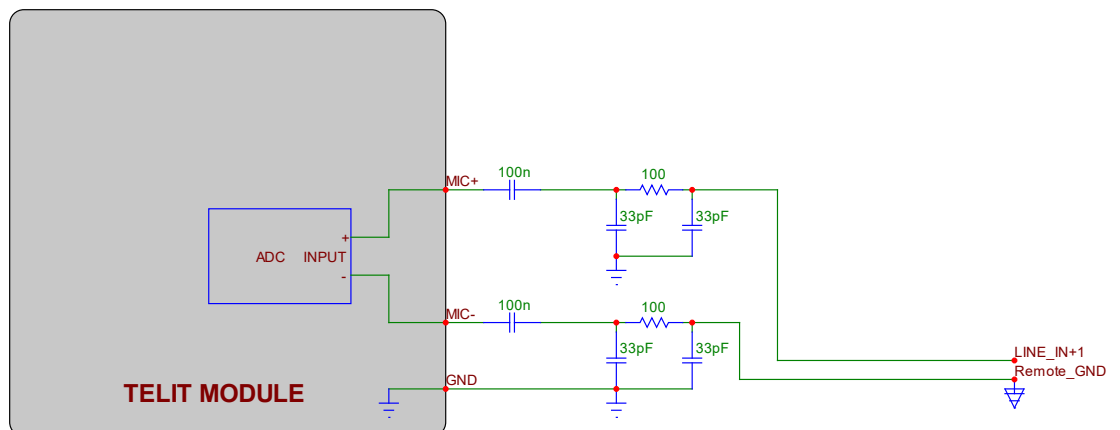 100n
100
MIC+
33pF
33pF
+
ADC INPUT
-
100n
100
MIC-
33pF
33pF
LINE_IN+1
Remote_GND
GND
TELIT MODULE